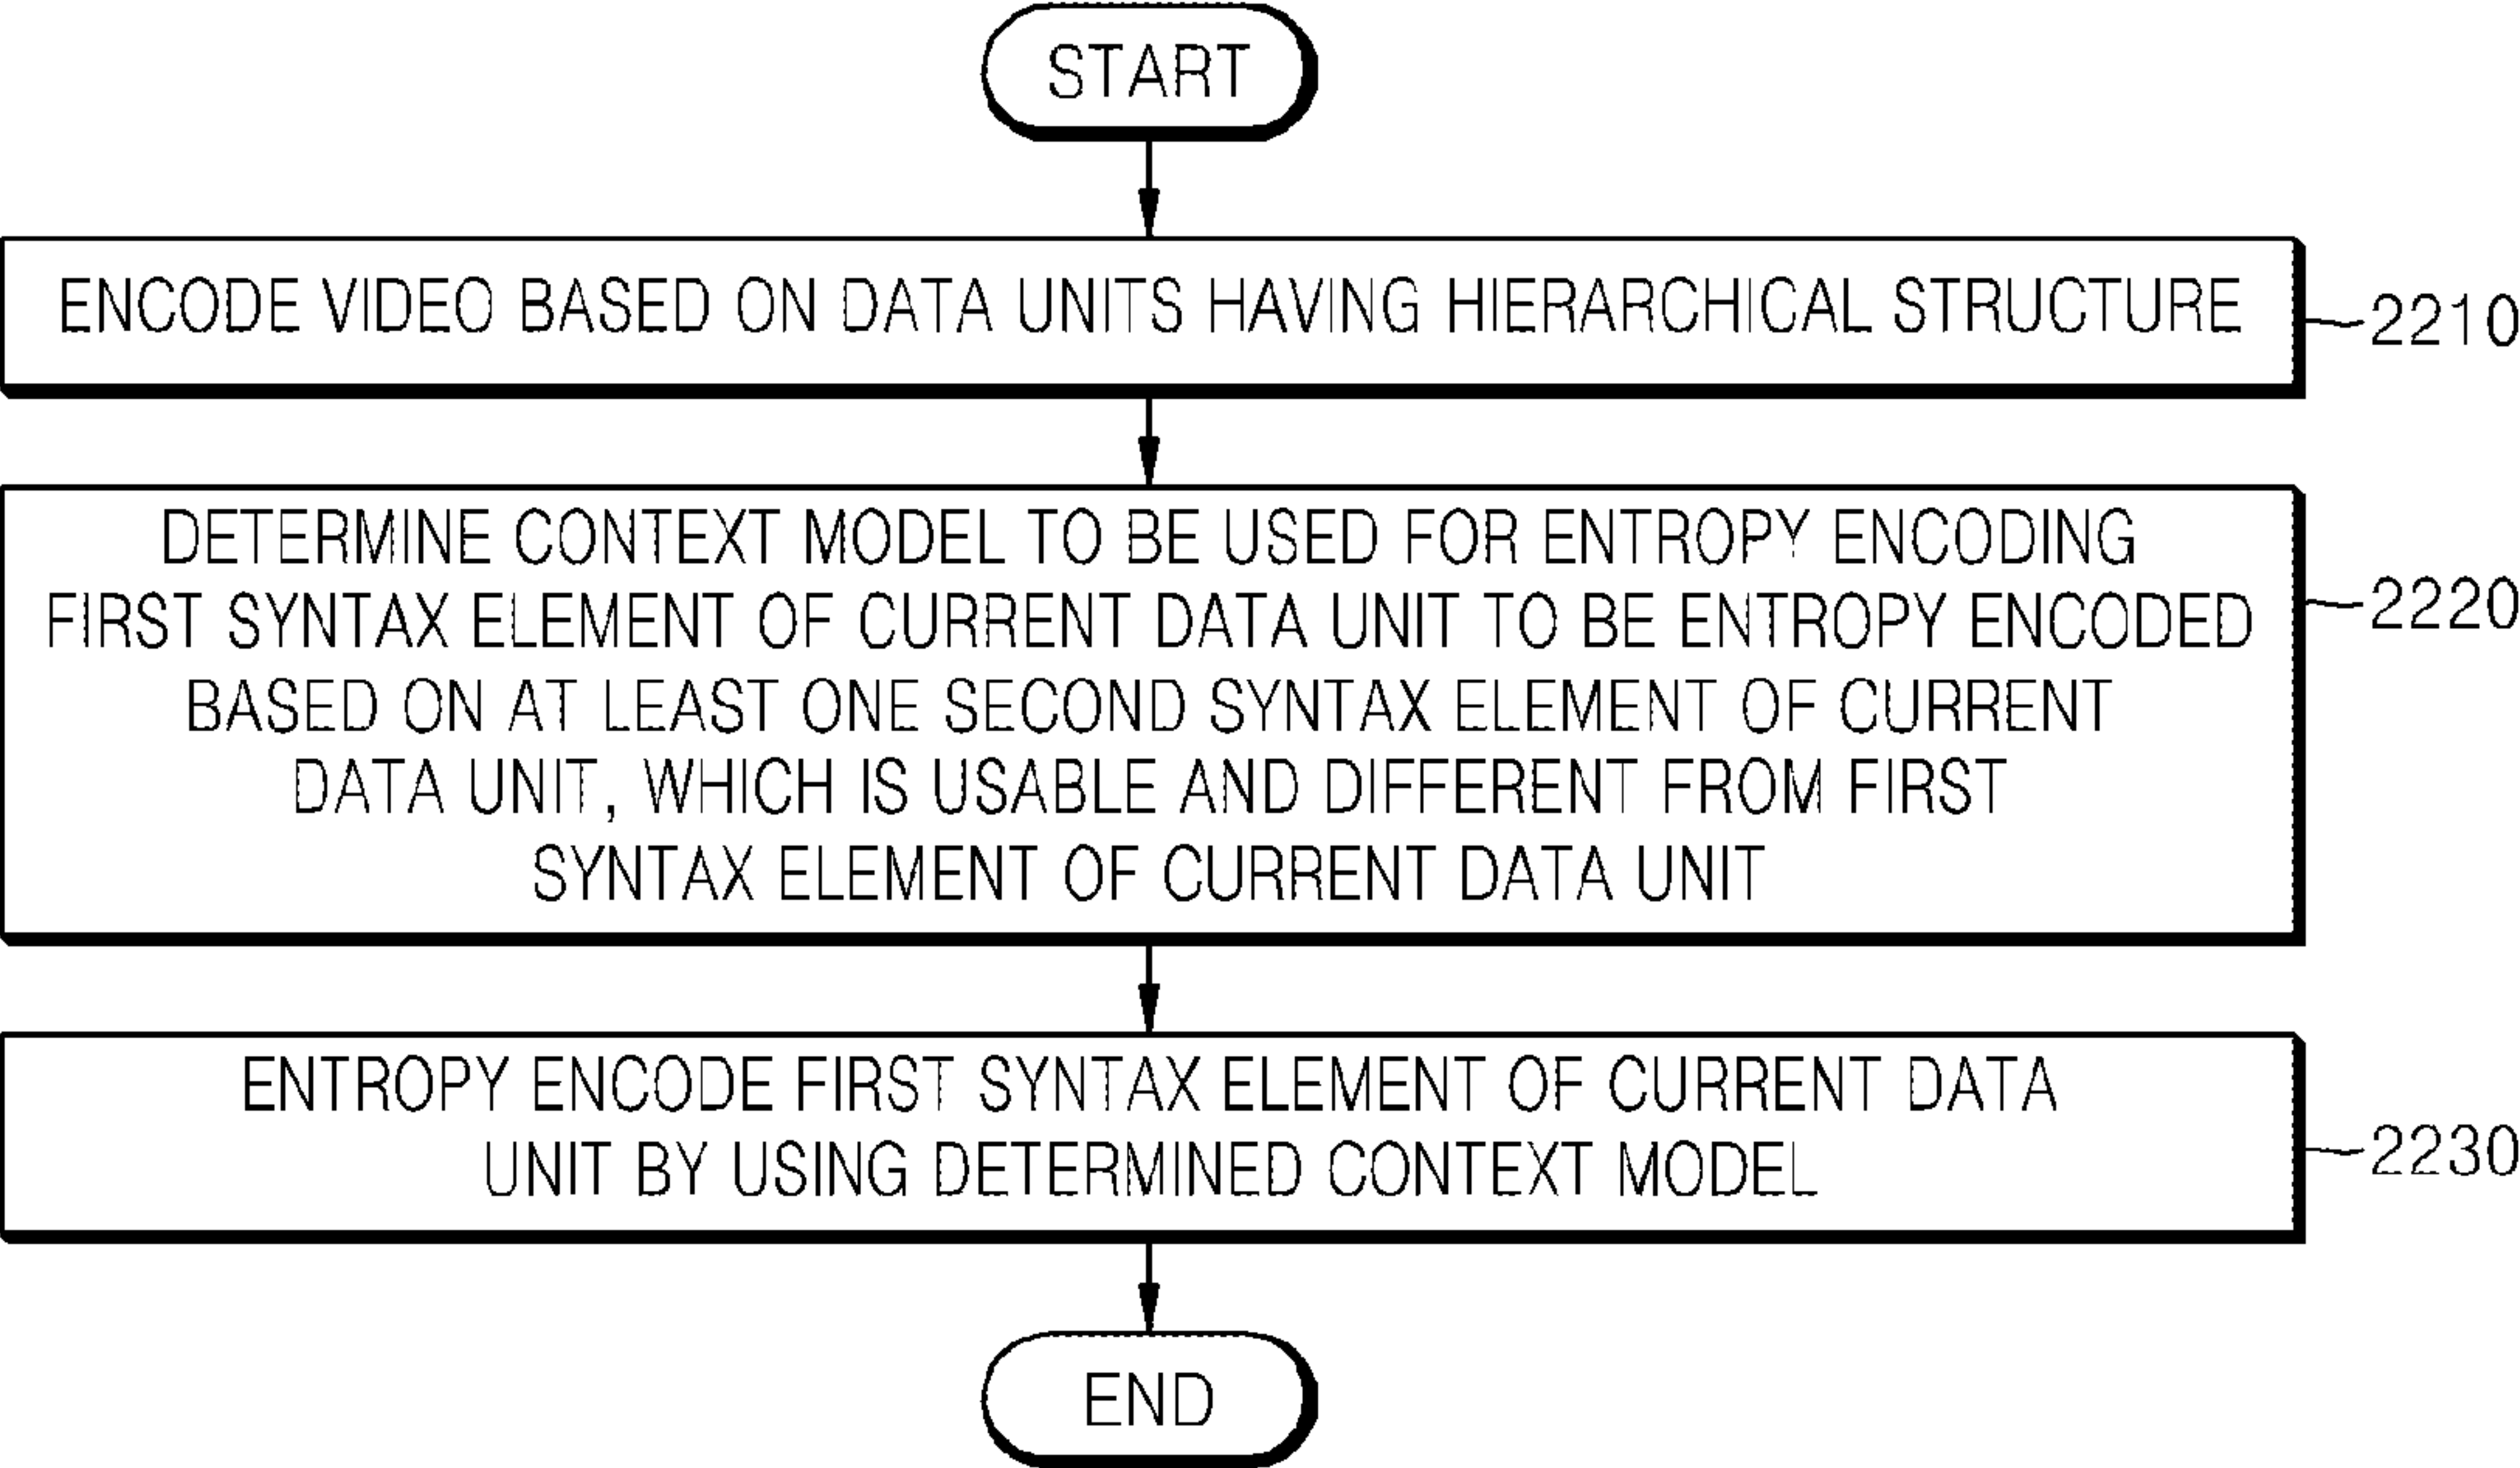 START
ENCODE VIDEO BASED ON DATA UNITS HAVING HIERARCHICAL STRUCTURE
2210
DETERMINE CONTEXT MODEL TO BE USED FOR ENTROPY ENCODING
FIRST SYNTAX ELEMENT OF CURRENT DATA UNIT TO BE ENTROPY ENCODED
BASED ON AT LEAST ONE SECOND SYNTAX ELEMENT OF CURRENT
DATA UNIT, WHICH IS USABLE AND DIFFERENT FROM FIRST
SYNTAX ELEMENT OF CURRENT DATA UNIT
2220
ENTROPY ENCODE FIRST SYNTAX ELEMENT OF CURRENT DATA
UNIT BY USING DETERMINED CONTEXT MODEL
2230
END